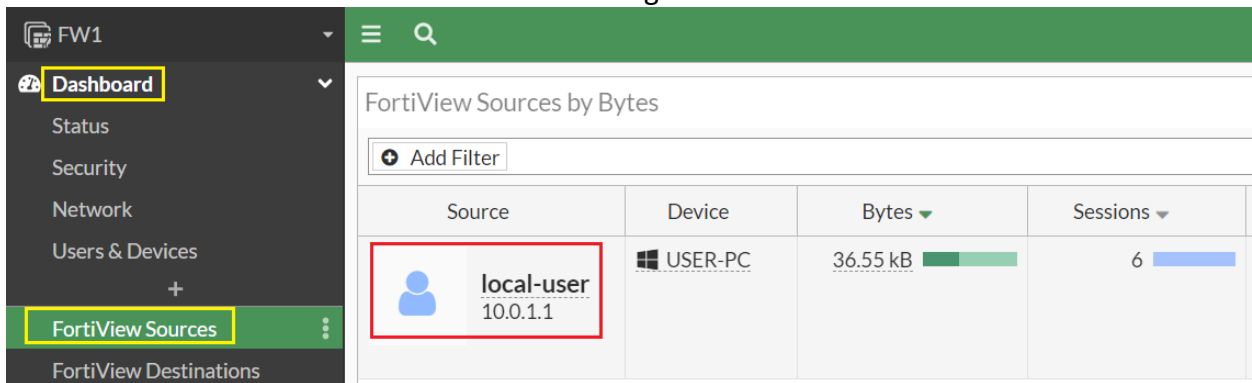 FW1
Dashboard
Status
Security
Network
Users & Devices
+
FortiView Sources
FortiView Destinations
FortiView Sources by Bytes
Add Filter
Source Device Bytes Sessions
local-user USER-PC 36.55 kB 6
10.0.1.1